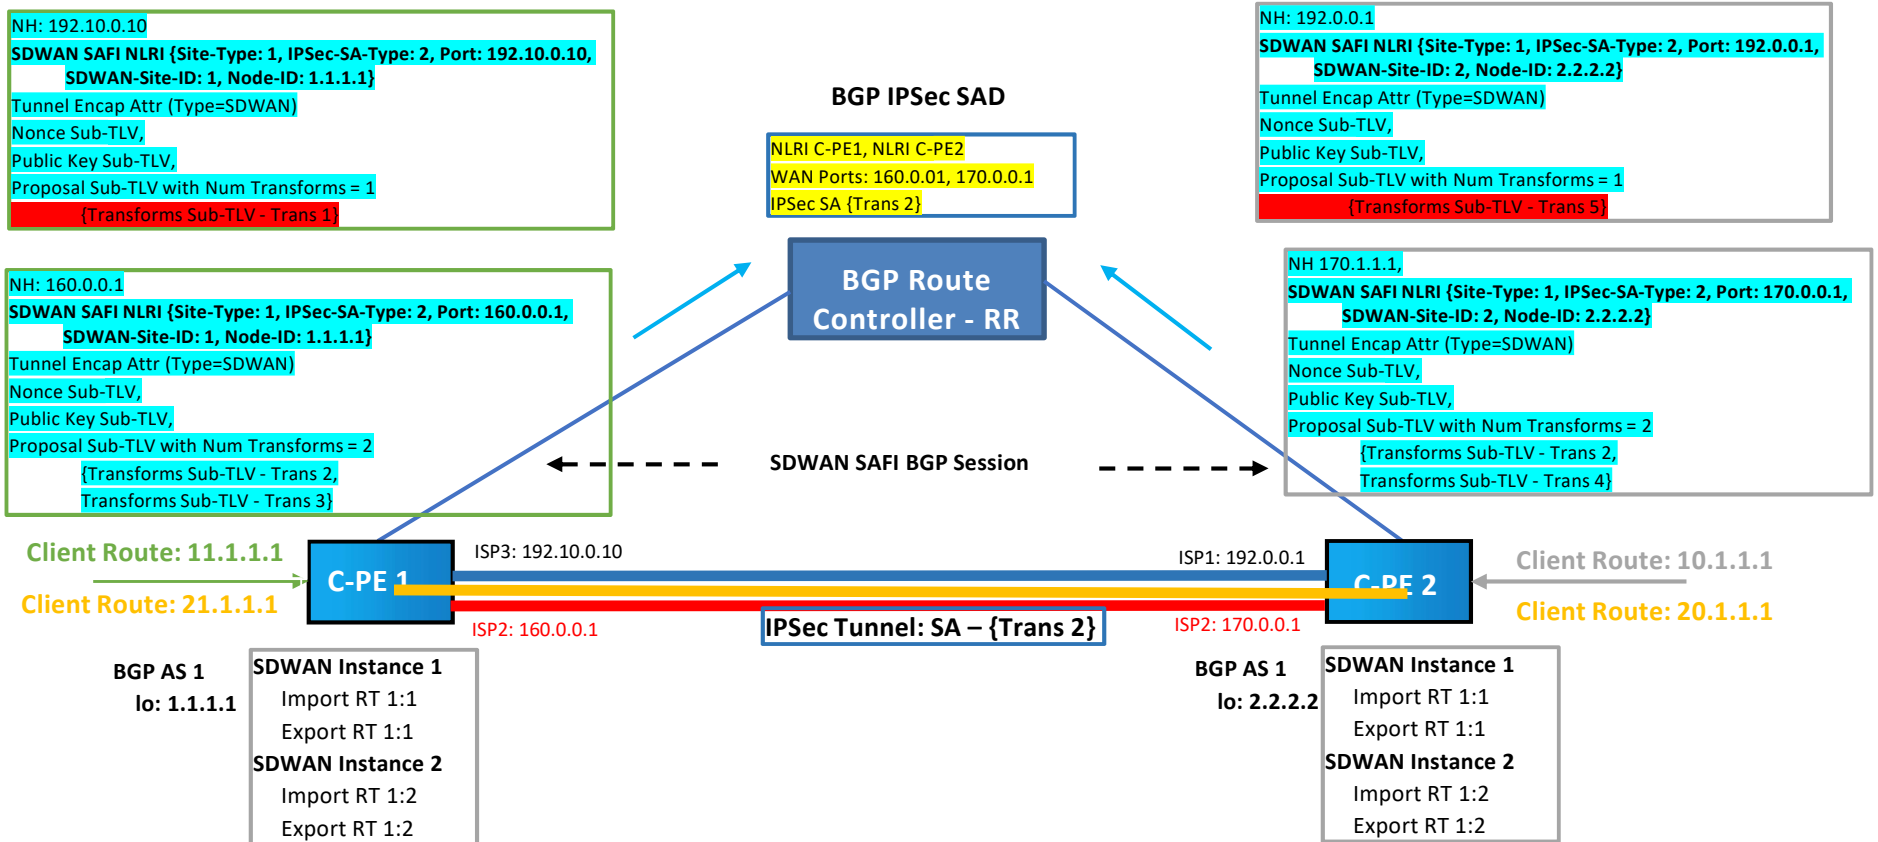 NH: 192.10.0.10
SDWAN SAFI NLRI {Site-Type: 1, IPSec-SA-Type: 2, Port: 192.10.0.10,
SDWAN-Site-ID: 1, Node-ID: 1.1.1.1}
Tunnel Encap Attr (Type=SDWAN)
Nonce Sub-TLV,
Public Key Sub-TLV,
Proposal Sub-TLV with Num Transforms = 1
{Transforms Sub-TLV - Trans 1}
BGP IPSec SAD
NLRI C-PE1, NLRI C-PE2
WAN Ports: 160.0.01, 170.0.0.1
IPSec SA {Trans 2}
NH: 192.0.0.1
SDWAN SAFI NLRI {Site-Type: 1, IPSec-SA-Type: 2, Port: 192.0.0.1,
SDWAN-Site-ID: 2, Node-ID: 2.2.2.2}
Tunnel Encap Attr (Type=SDWAN)
Nonce Sub-TLV,
Public Key Sub-TLV,
Proposal Sub-TLV with Num Transforms = 1
{Transforms Sub-TLV - Trans 5}
NH: 160.0.0.1
SDWAN SAFI NLRI {Site-Type: 1, IPSec-SA-Type: 2, Port: 160.0.0.1,
SDWAN-Site-ID: 1, Node-ID: 1.1.1.1}
Tunnel Encap Attr (Type=SDWAN)
Nonce Sub-TLV,
Public Key Sub-TLV,
Proposal Sub-TLV with Num Transforms = 2
{Transforms Sub-TLV - Trans 2,
Transforms Sub-TLV - Trans 3}
BGP Route
Controller - RR
NH 170.1.1.1,
SDWAN SAFI NLRI {Site-Type: 1, IPSec-SA-Type: 2, Port: 170.0.0.1,
SDWAN-Site-ID: 2, Node-ID: 2.2.2.2}
Tunnel Encap Attr (Type=SDWAN)
Nonce Sub-TLV,
Public Key Sub-TLV,
Proposal Sub-TLV with Num Transforms = 2
{Transforms Sub-TLV - Trans 2,
Transforms Sub-TLV - Trans 4}
SDWAN SAFI BGP Session
Client Route: 11.1.1.1
Client Route: 21.1.1.1
C-PE 1
ISP3: 192.10.0.10
ISP2: 160.0.0.1
IPSec Tunnel: SA – {Trans 2}
ISP1: 192.0.0.1
ISP2: 170.0.0.1
C-PE 2
Client Route: 10.1.1.1
Client Route: 20.1.1.1
BGP AS 1
lo: 1.1.1.1
SDWAN Instance 1
Import RT 1:1
Export RT 1:1
SDWAN Instance 2
Import RT 1:2
Export RT 1:2
BGP AS 1
lo: 2.2.2.2
SDWAN Instance 1
Import RT 1:1
Export RT 1:1
SDWAN Instance 2
Import RT 1:2
Export RT 1:2